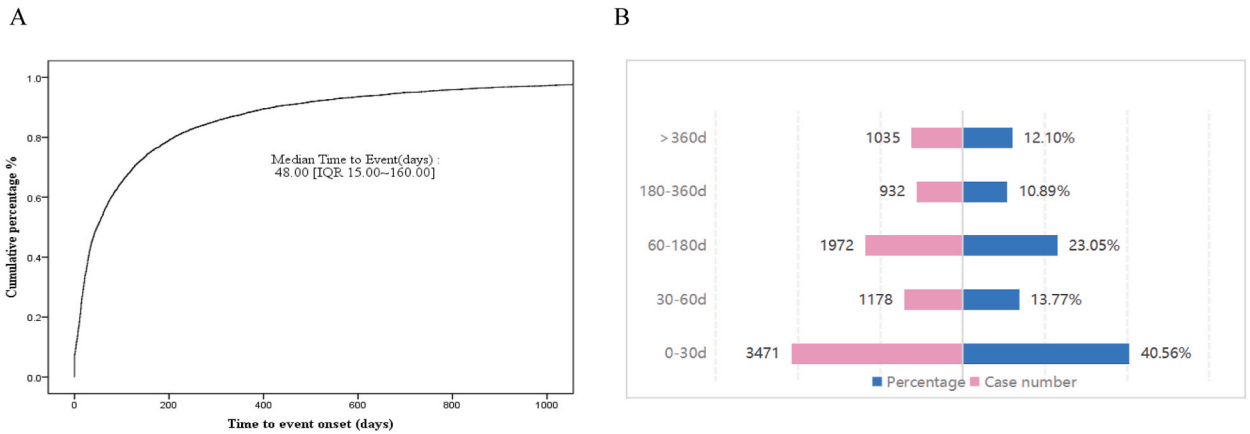 A
Cumulative percentage %
1.0
0.8
0.6
0.4
0.2
0.0
Median Time to Event(days) :
48.00 [IQR 15.00~160.00]
0 200 400 600 800 1000
Time to event onset (days)
B
>360d 1035 12.10%
180-360d 932 10.89%
60-180d 1972 23.05%
30-60d 1178 13.77%
0-30d 3471 40.56%
Percentage Case number